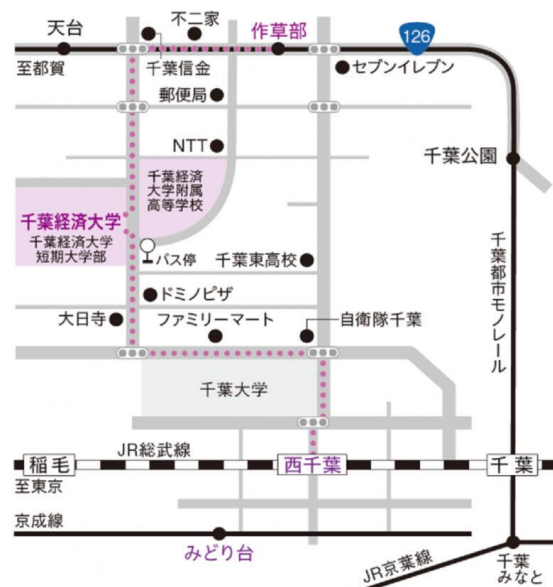 不二家
天台
作草部
126
至都賀
千葉信金
セブンイレブン
郵便局
NTT
千葉公園
千葉経済
大学附属
高等学校
千葉経済大学
千葉経済大学
短期大学部
バス停
千葉東高校
千葉都市モノレール
ドミノピザ
大日寺
ファミリーマート
自衛隊千葉
千葉大学
JR総武線
稲毛
西千葉
千葉
至東京
京成線
みどり台
JR京葉線
千葉
みなと